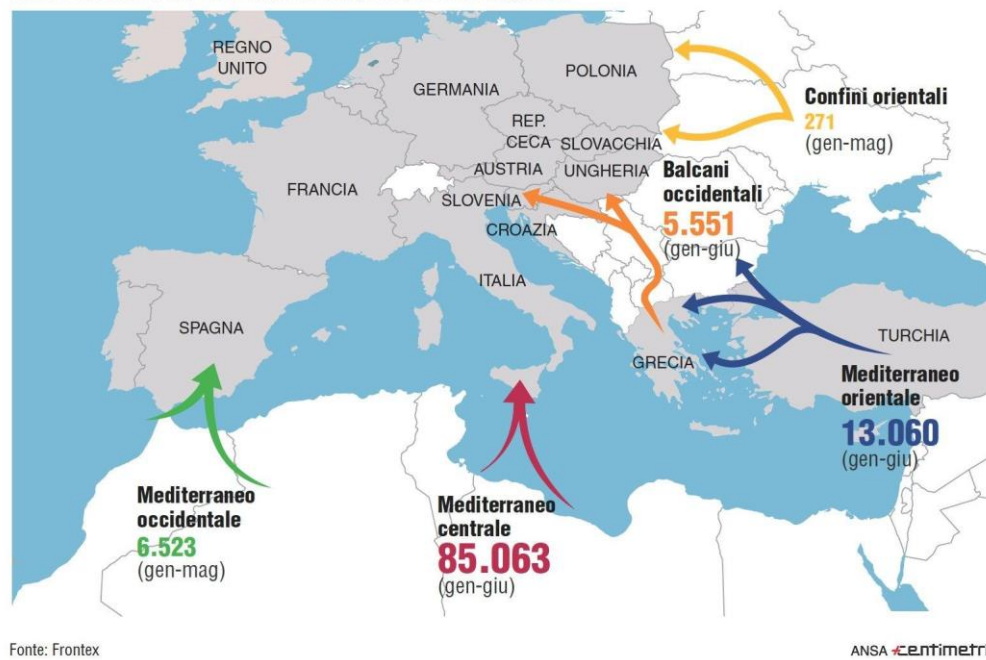 REGNO
UNITO
POLONIA
GERMANIA
Confini orientali
271
(gen-mag)
REP.
CECA
SLOVACCHIA
AUSTRIA
UNGHERIA
Balcani
occidentali
5.551
(gen-giu)
FRANCIA
SLOVENIA
CROAZIA
ITALIA
SPAGNA
TURCHIA
GRECIA
Mediterraneo
orientale
13.060
(gen-giu)
Mediterraneo
occidentale
6.523
(gen-mag)
Mediterraneo
centrale
85.063
(gen-giu)
Fonte: Frontex
ANSA centimetri